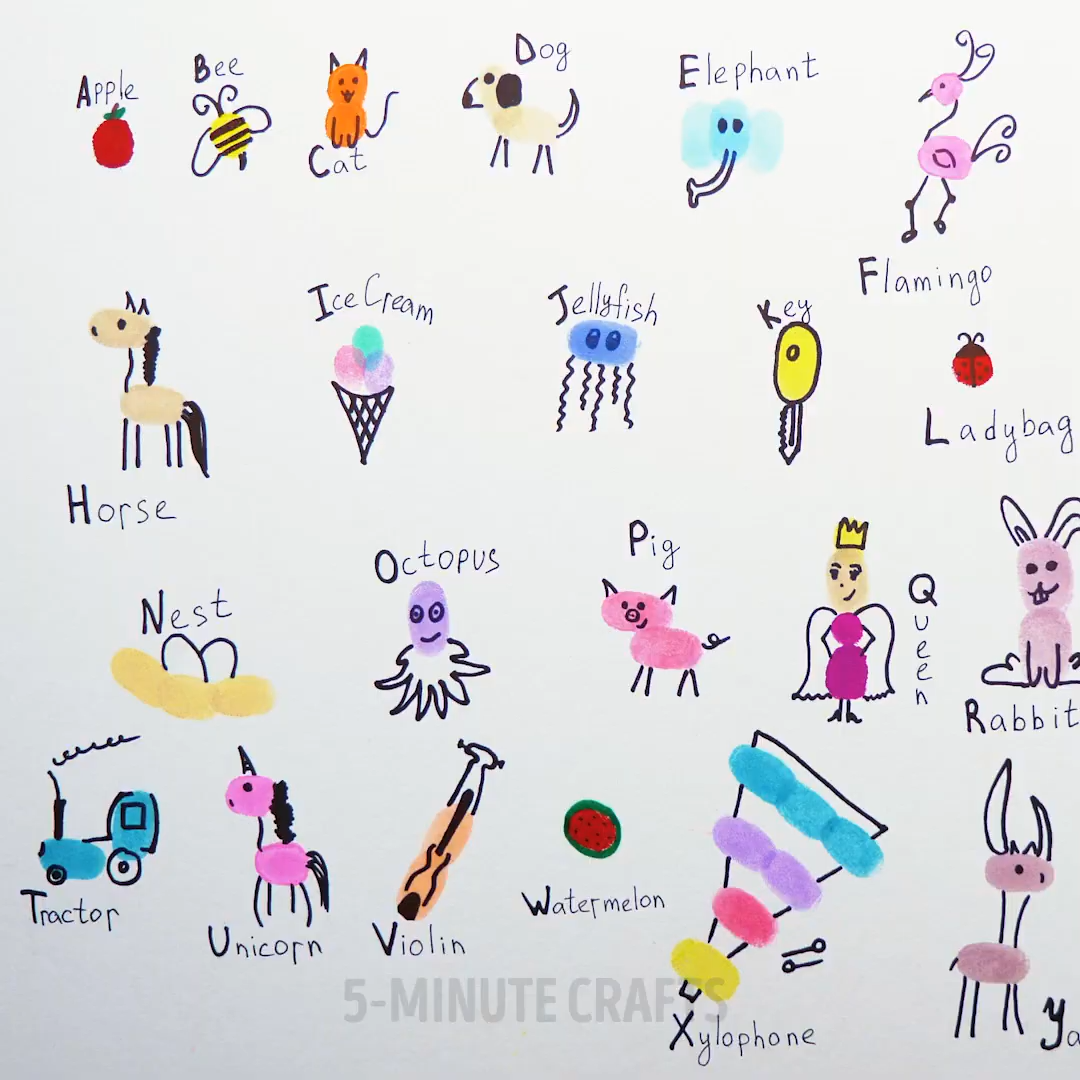 Apple
Bee
Cat
Dog
Elephant
Flamingo
Horse
Ice Cream
Jellyfish
Key
Ladybag
Nest
Octopus
Pig
Queen
Rabbit
Tractor
Unicorn
Violin
Watermelon
Xylophone
Ya
5-MINUTE CRAFTS